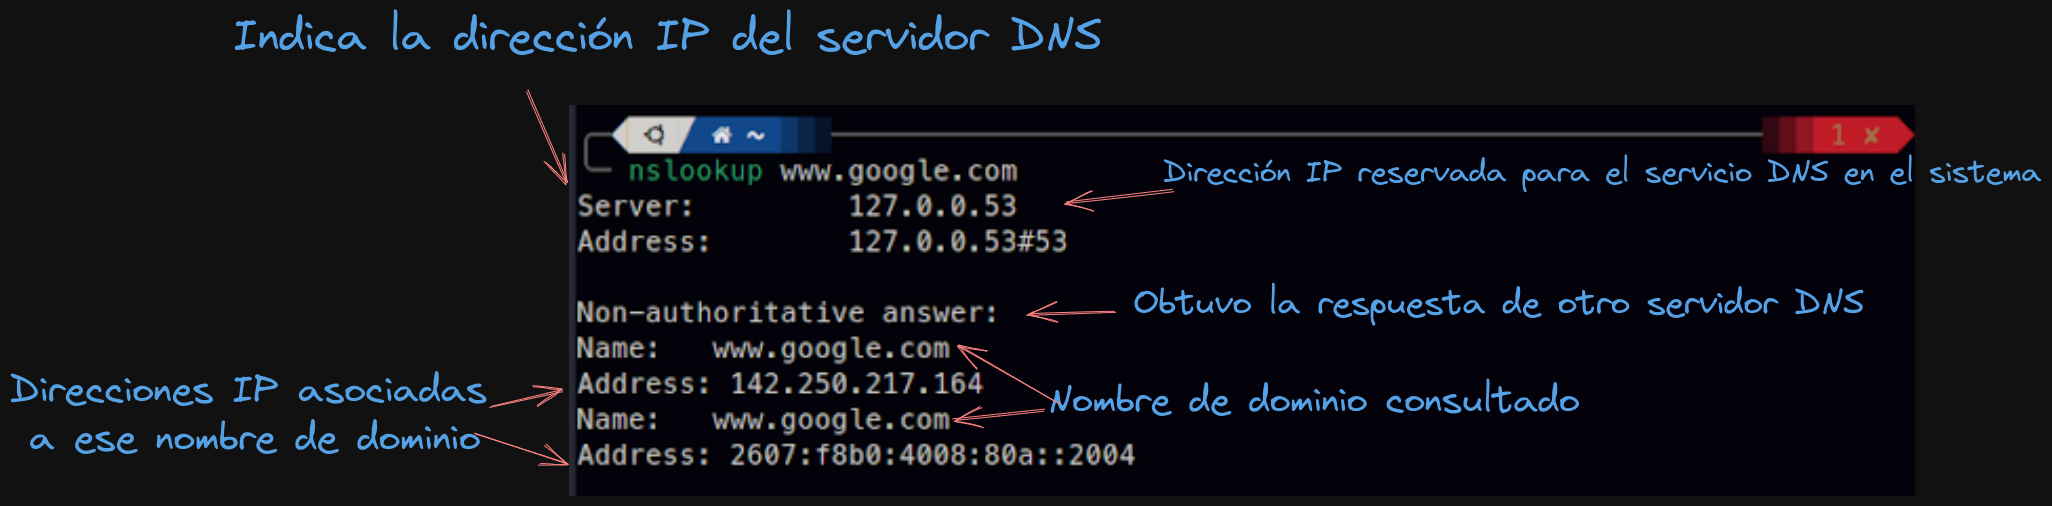 Indica la dirección IP del servidor DNS
~
1 ✘
nslookup www.google.com
Dirección IP reservada para el servicio DNS en el sistema
Server: 127.0.0.53
Address: 127.0.0.53#53
Non-authoritative answer:
Obtuvo la respuesta de otro servidor DNS
Name: www.google.com
Address: 142.250.217.164
Name: www.google.com
Address: 2607:f8b0:4008:80a::2004
Direcciones IP asociadas
a ese nombre de dominio
Nombre de dominio consultado